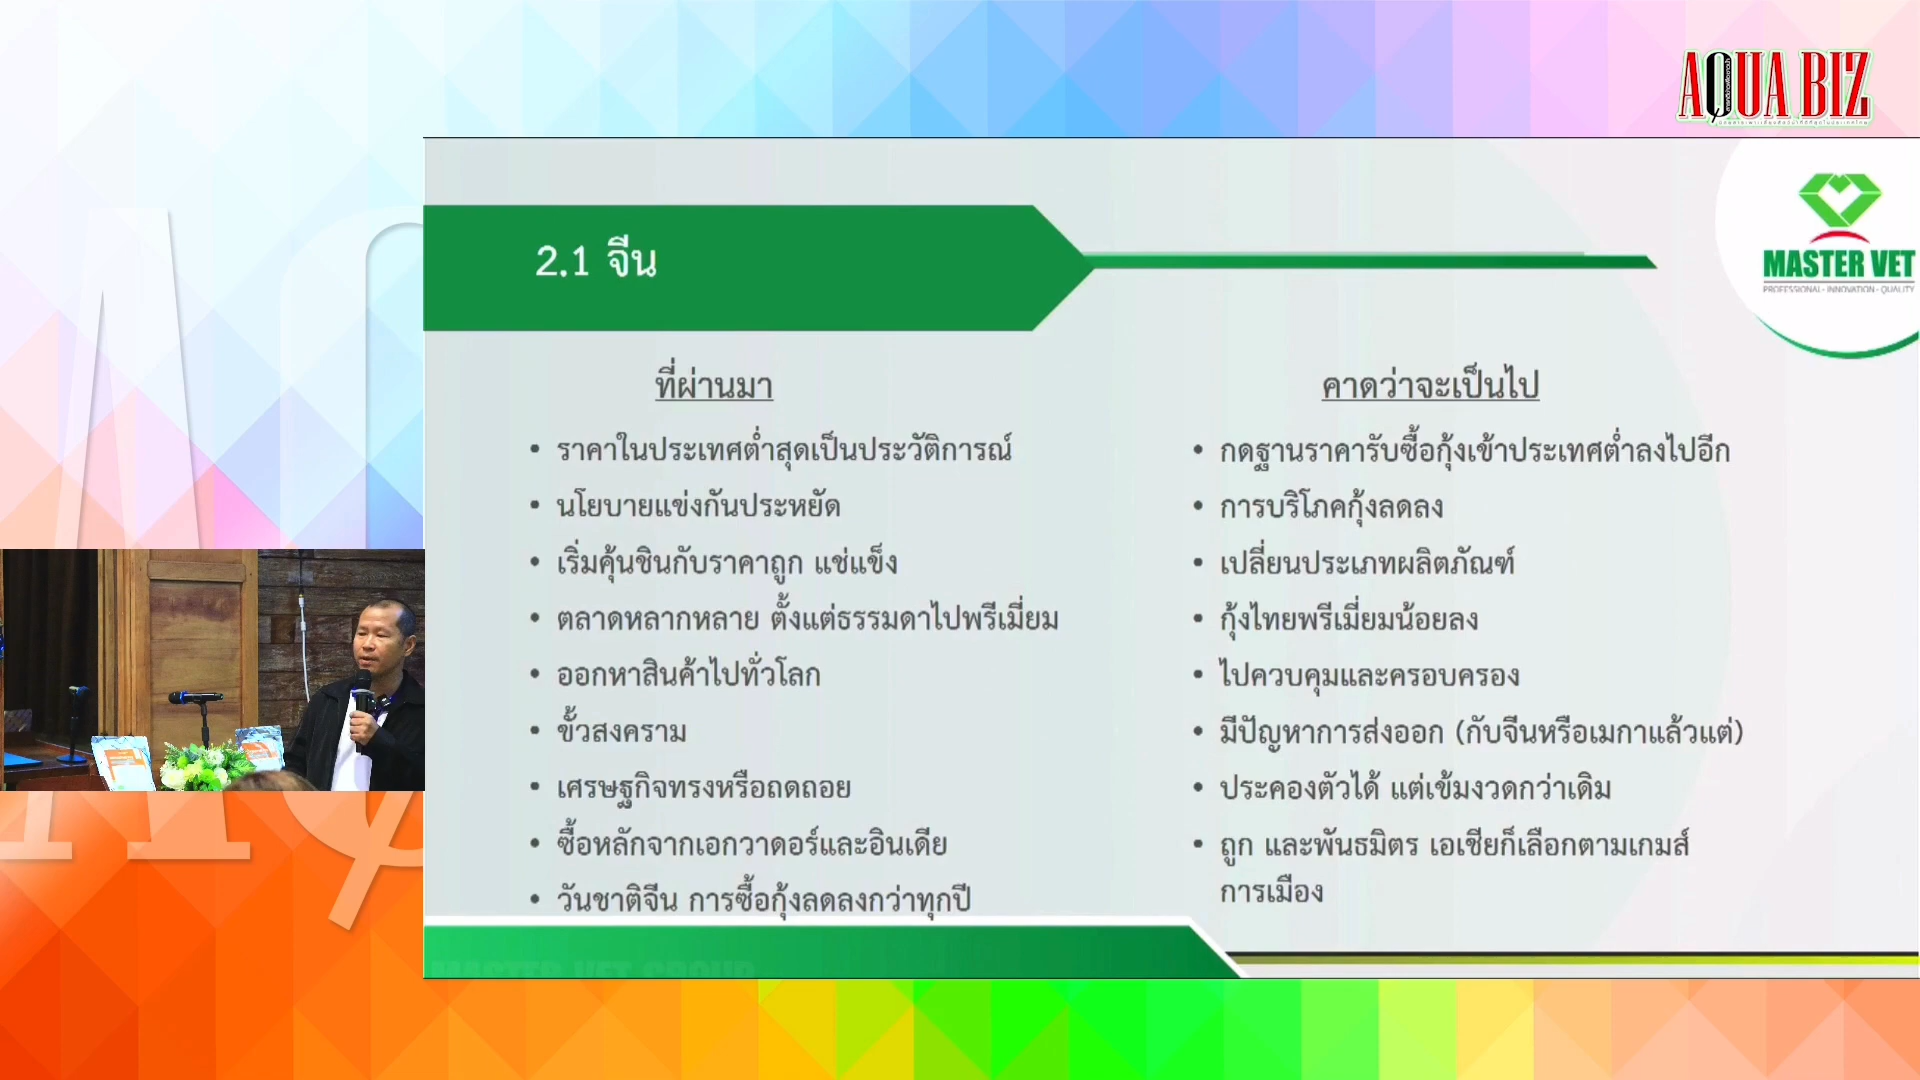 AQUA BIZ
MASTER VET
PROFESSIONAL - INNOVATION - QUALITY
2.1 จีน
ที่ผ่านมา
• ราคาในประเทศต่ำสุดเป็นประวัติการณ์
• นโยบายแข่งกันประหยัด
• เริ่มคุ้นชินกับราคาถูก แช่แข็ง
• ตลาดหลากหลาย ตั้งแต่ธรรมดาไปพรีเมี่ยม
• ออกหาสินค้าไปทั่วโลก
• ขั้วสงคราม
• เศรษฐกิจทรงหรือถดถอย
• ซื้อหลักจากเอกวาดอร์และอินเดีย
• วันชาติจีน การซื้อกุ้งลดลงกว่าทุกปี
คาดว่าจะเป็นไป
• กดฐานราคารับซื้อกุ้งเข้าประเทศต่ำลงไปอีก
• การบริโภคกุ้งลดลง
• เปลี่ยนประเภทผลิตภัณฑ์
• กุ้งไทยพรีเมี่ยมน้อยลง
• ไปควบคุมและครอบครอง
• มีปัญหาการส่งออก (กับจีนหรือเมกาแล้วแต่)
• ประคองตัวได้ แต่เข้มงวดกว่าเดิม
• ถูก และพันธมิตร เอเชียก็เลือกตามเกมส์
การเมือง
MASTER VET GROUP